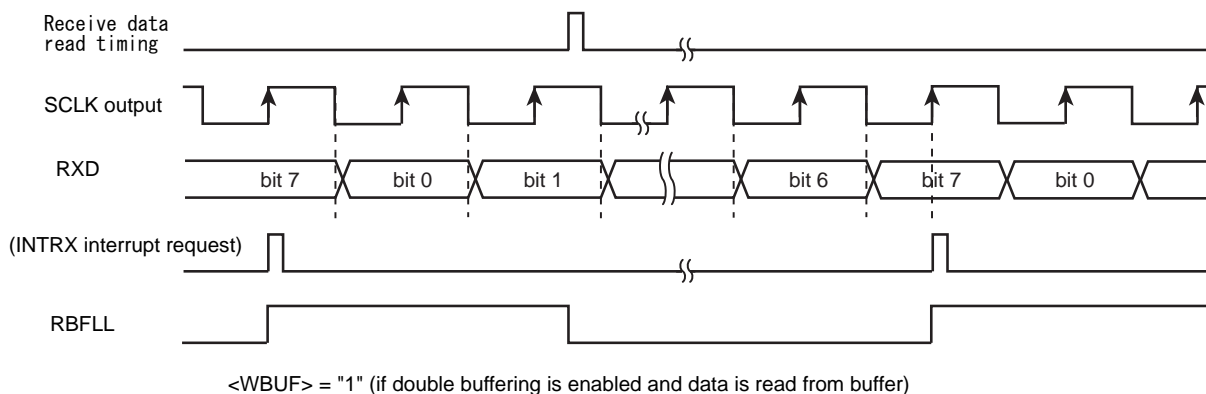 Receive data
read timing
SCLK output
RXD
bit 7 bit 0 bit 1 bit 6 bit 7 bit 0
(INTRX interrupt request)
RBFLL
<WBUF> = "1" (if double buffering is enabled and data is read from buffer)